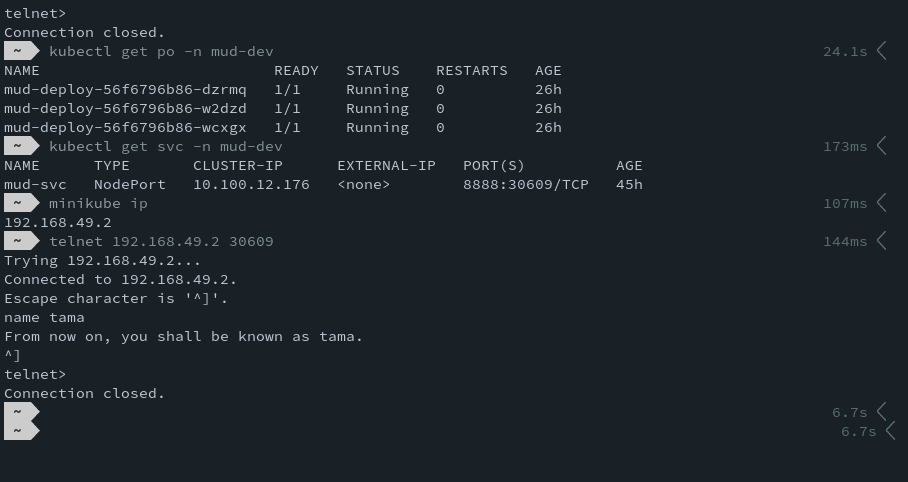 telnet>
Connection closed.
~ kubectl get po -n mud-dev 24.1s
NAME READY STATUS RESTARTS AGE
mud-deploy-56f6796b86-dzrmq 1/1 Running 0 26h
mud-deploy-56f6796b86-w2dzd 1/1 Running 0 26h
mud-deploy-56f6796b86-wcxgx 1/1 Running 0 26h
~ kubectl get svc -n mud-dev 173ms
NAME TYPE CLUSTER-IP EXTERNAL-IP PORT(S) AGE
mud-svc NodePort 10.100.12.176 <none> 8888:30609/TCP 45h
~ minikube ip 107ms
192.168.49.2
~ telnet 192.168.49.2 30609 144ms
Trying 192.168.49.2...
Connected to 192.168.49.2.
Escape character is '^]'.
name tama
From now on, you shall be known as tama.
^]
telnet>
Connection closed.
~ 6.7s
~ 6.7s